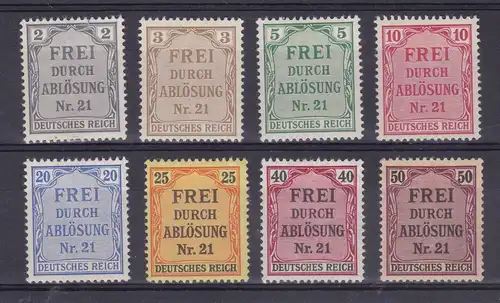 2 2
FREI
DURCH
ABLÖSUNG
Nr. 21
DEUTSCHES REICH
3 3
FREI
DURCH
ABLÖSUNG
Nr. 21
DEUTSCHES REICH
5 5
FREI
DURCH
ABLÖSUNG
Nr. 21
DEUTSCHES REICH
10 10
FREI
DURCH
ABLÖSUNG
Nr. 21
DEUTSCHES REICH
20 20
FREI
DURCH
ABLÖSUNG
Nr. 21
DEUTSCHES REICH
25 25
FREI
DURCH
ABLÖSUNG
Nr. 21
DEUTSCHES REICH
40 40
FREI
DURCH
ABLÖSUNG
Nr. 21
DEUTSCHES REICH
50 50
FREI
DURCH
ABLÖSUNG
Nr. 21
DEUTSCHES REICH